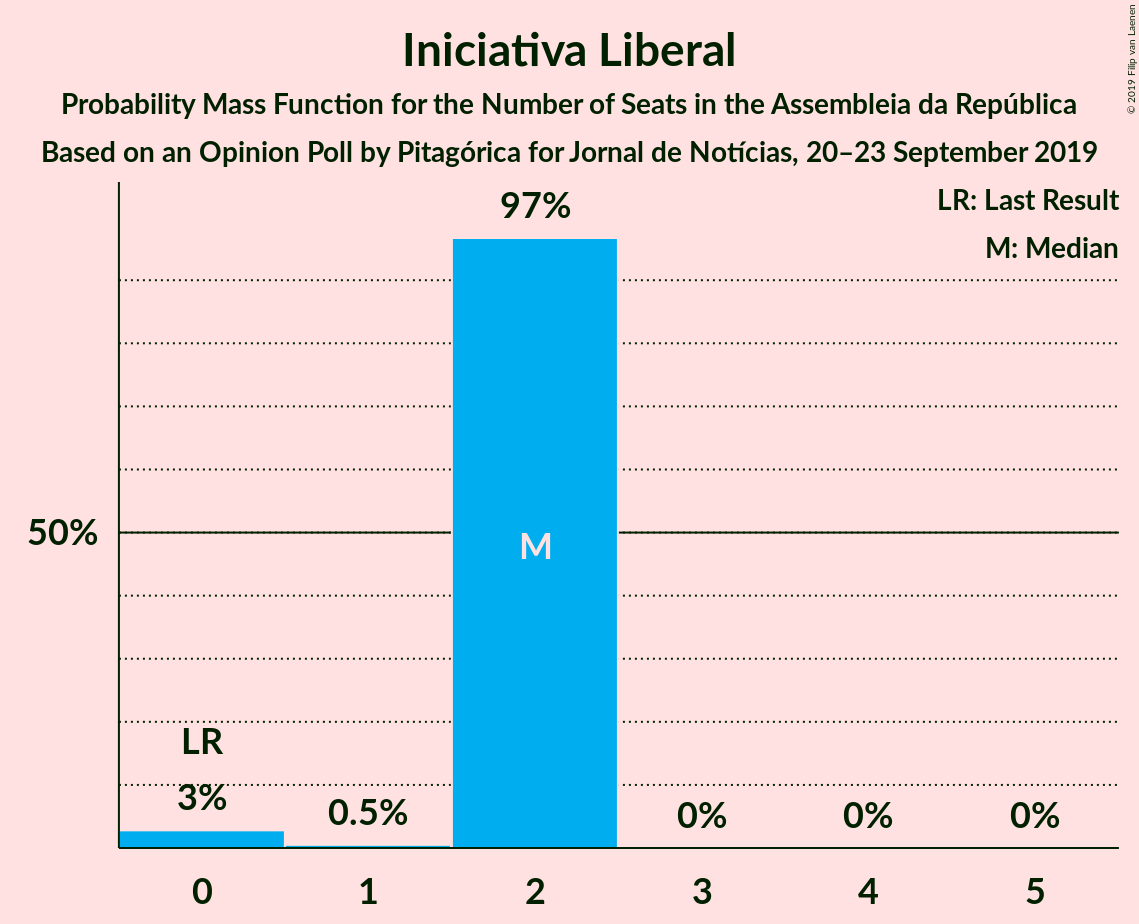 Iniciativa Liberal
Probability Mass Function for the Number of Seats in the Assembleia da República
Based on an Opinion Poll by Pitagórica for Jornal de Notícias, 20–23 September 2019
© 2019 Filip van Laenen
LR: Last Result
M: Median
97%
50%
M
LR
3%
0.5%
0%
0%
0%
0
1
2
3
4
5